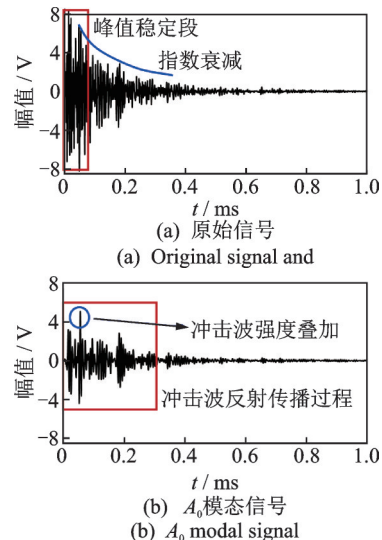 8
峰值稳定段
4
指数衰减
0
幅值 / V
−4
−8
0 0.2 0.4 0.6 0.8 1.0
t / ms
(a) 原始信号
(a) Original signal and
8
4
冲击波强度叠加
0
幅值 / V
−4
冲击波反射传播过程
−8
0 0.2 0.4 0.6 0.8 1.0
t / ms
(b) A₀模态信号
(b) A₀ modal signal